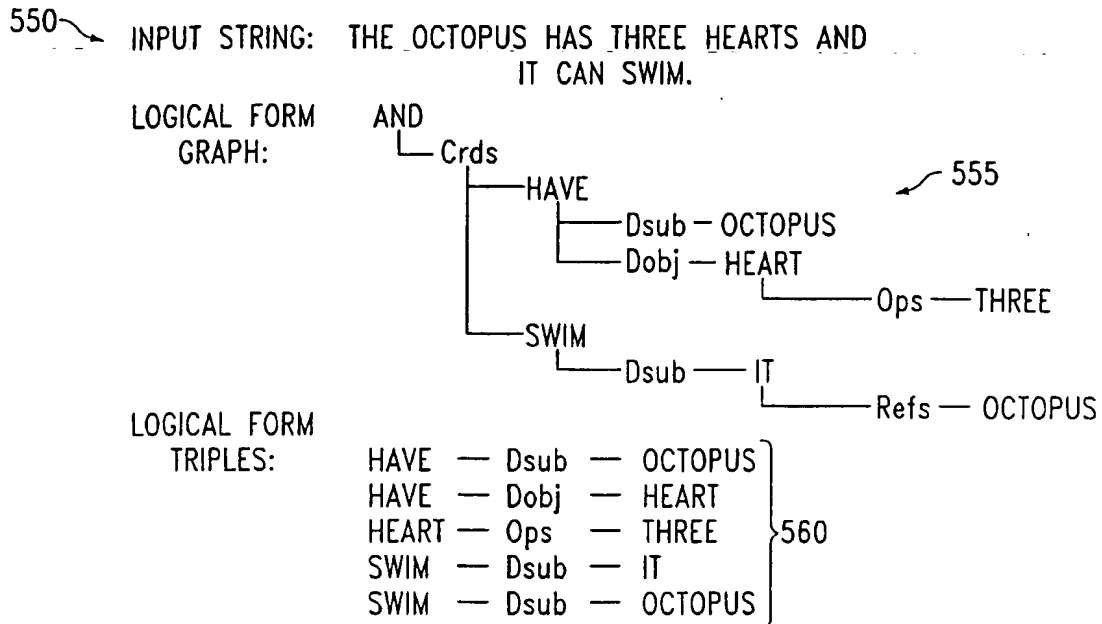 550 INPUT STRING: THE OCTOPUS HAS THREE HEARTS AND
IT CAN SWIM.
LOGICAL FORM AND
GRAPH: Crds
HAVE 555
Dsub — OCTOPUS
Dobj — HEART
Ops — THREE
SWIM
Dsub — IT
Refs — OCTOPUS
LOGICAL FORM
TRIPLES: HAVE — Dsub — OCTOPUS
HAVE — Dobj — HEART
HEART — Ops — THREE 560
SWIM — Dsub — IT
SWIM — Dsub — OCTOPUS